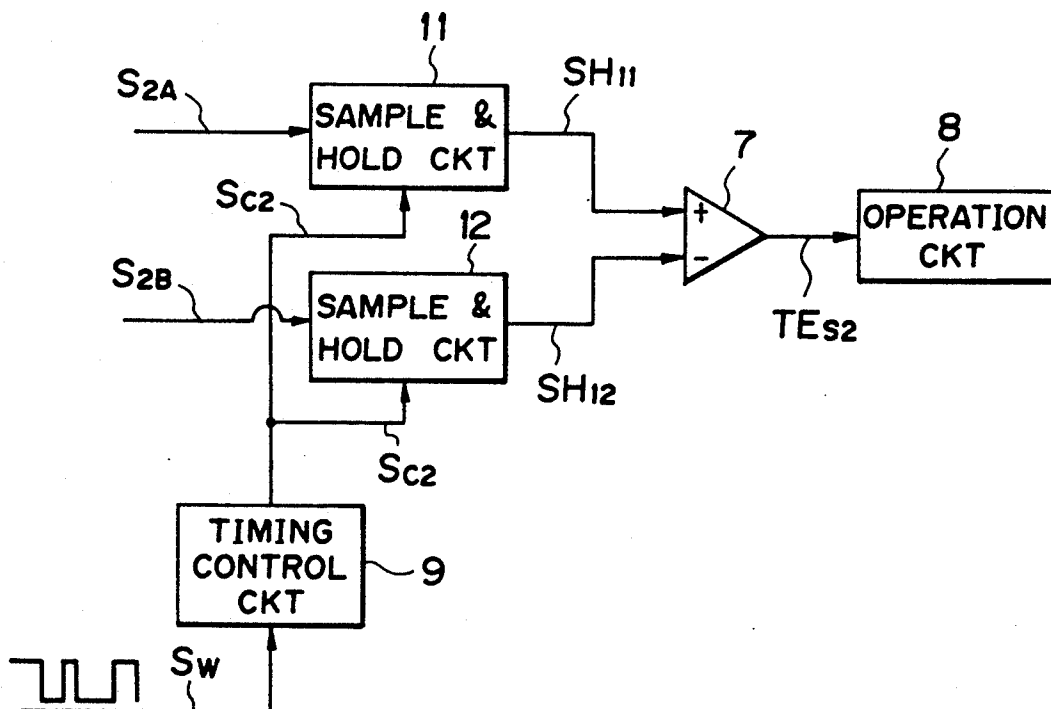 11
S2A
SAMPLE &
HOLD CKT
SH11
7
8
SC2
+
-
OPERATION
CKT
12
S2B
SAMPLE &
HOLD CKT
TES2
SH12
SC2
TIMING
CONTROL
CKT
9
SW